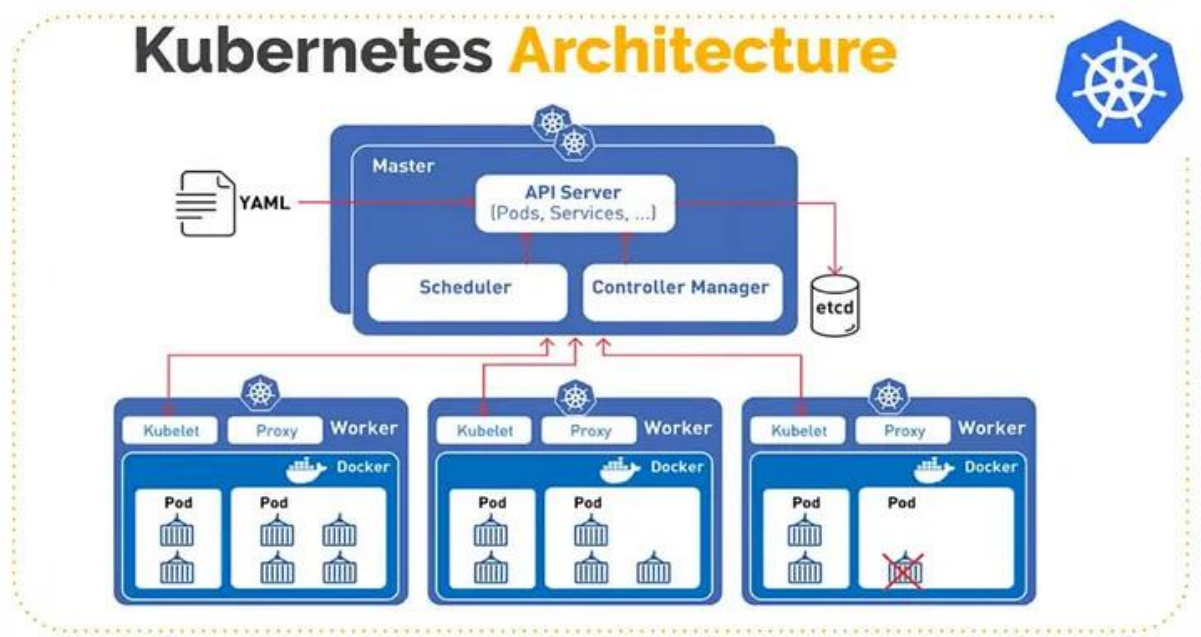 Kubernetes Architecture
Master
API Server
(Pods, Services, ...)
YAML
Scheduler
Controller Manager
etcd
Kubelet
Proxy
Worker
Docker
Pod
Pod
Kubelet
Proxy
Worker
Docker
Pod
Pod
Kubelet
Proxy
Worker
Docker
Pod
Pod